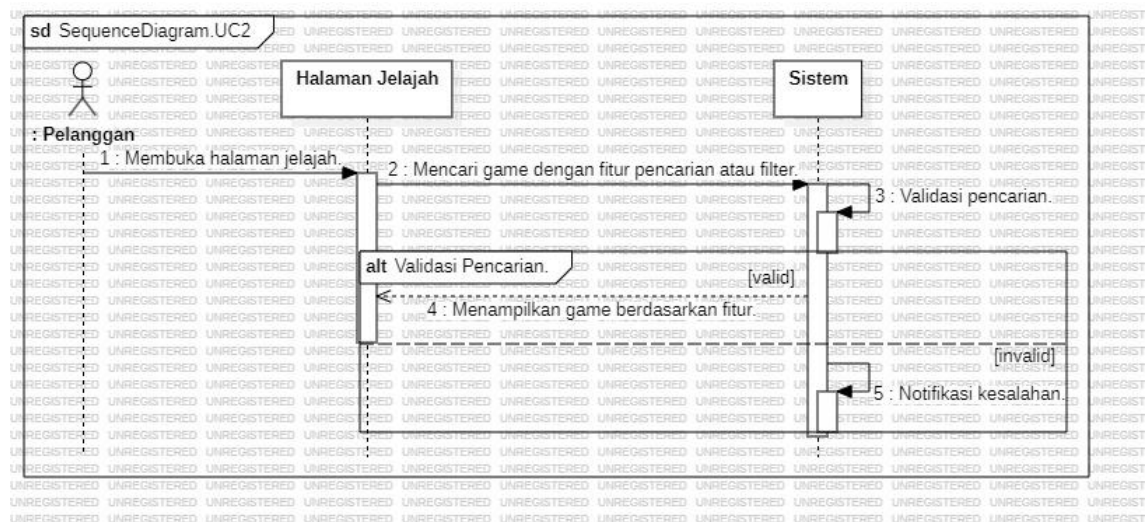 sd SequenceDiagram.UC2
Halaman Jelajah
Sistem
: Pelanggan
1 : Membuka halaman jelajah.
2 : Mencari game dengan fitur pencarian atau filter.
3 : Validasi pencarian.
alt Validasi Pencarian.
[valid]
4 : Menampilkan game berdasarkan fitur.
[invalid]
5 : Notifikasi kesalahan.
UNREGISTERED